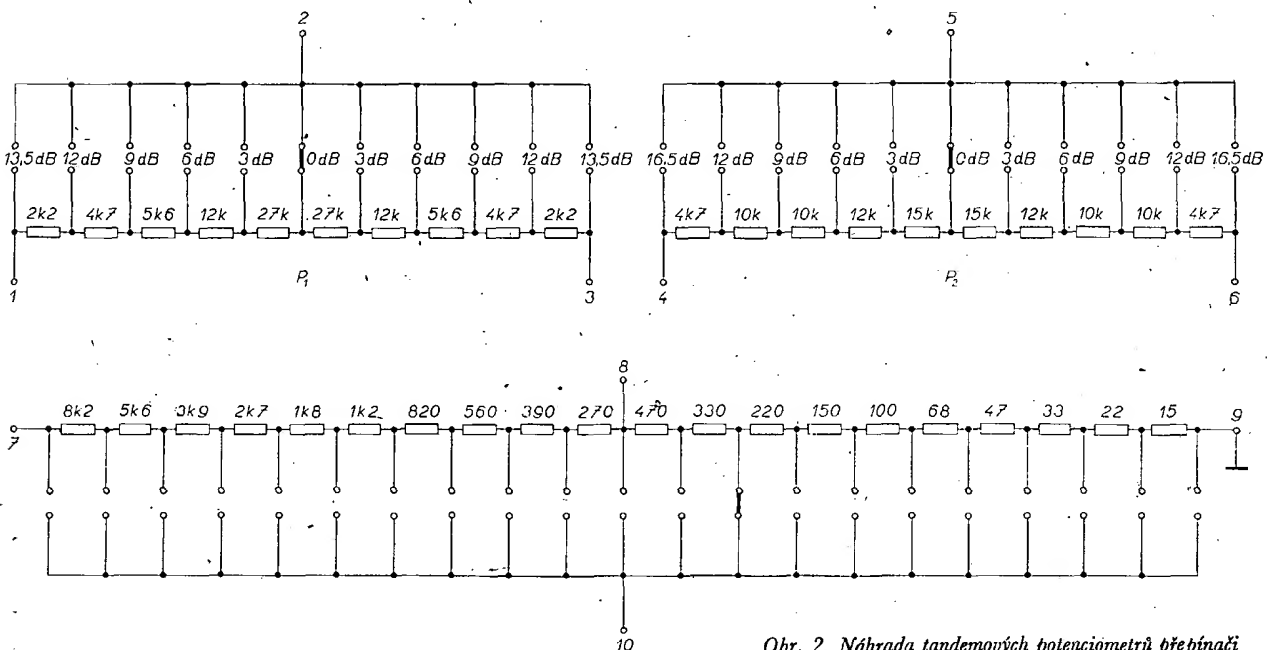 2 5
13,5dB 12dB 9dB 6dB 3dB 0dB 3dB 6dB 9dB 12dB 13,5dB 16,5dB 12dB 9dB 6dB 3dB 0dB 3dB 6dB 9dB 12dB 16,5dB
2k2 4k7 5k6 12k 27k 27k 12k 5k6 4k7 2k2 4k7 10k 10k 12k 15k 15k 12k 10k 10k 4k7
1 P₁ 3 4 P₂ 6
8
8k2 5k6 3k9 2k7 1k8 1k2 820 560 390 270 470 330 220 150 100 68 47 33 22 15
7 9
10
Obr. 2. Náhrada tandemových potenciometrů přepínači